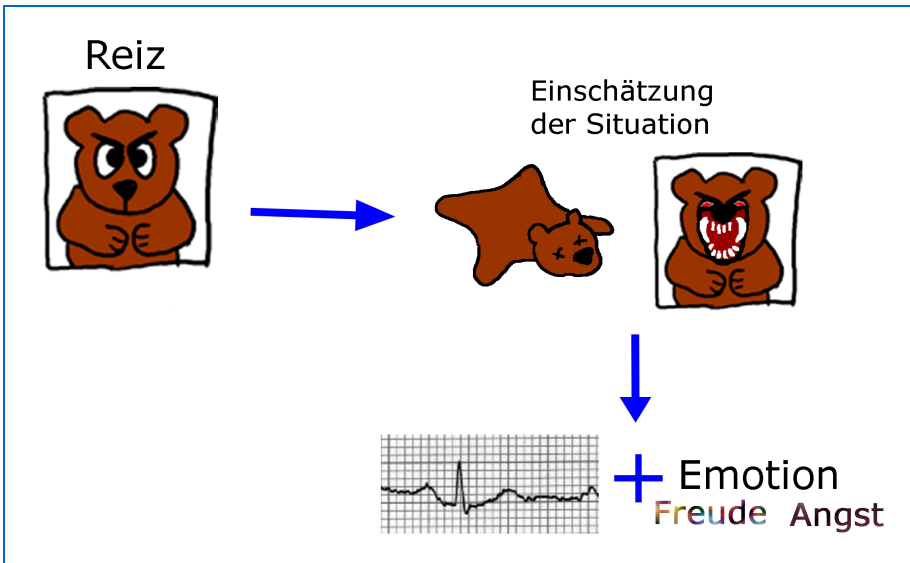 Reiz
Einschätzung
der Situation
Emotion
Freude Angst